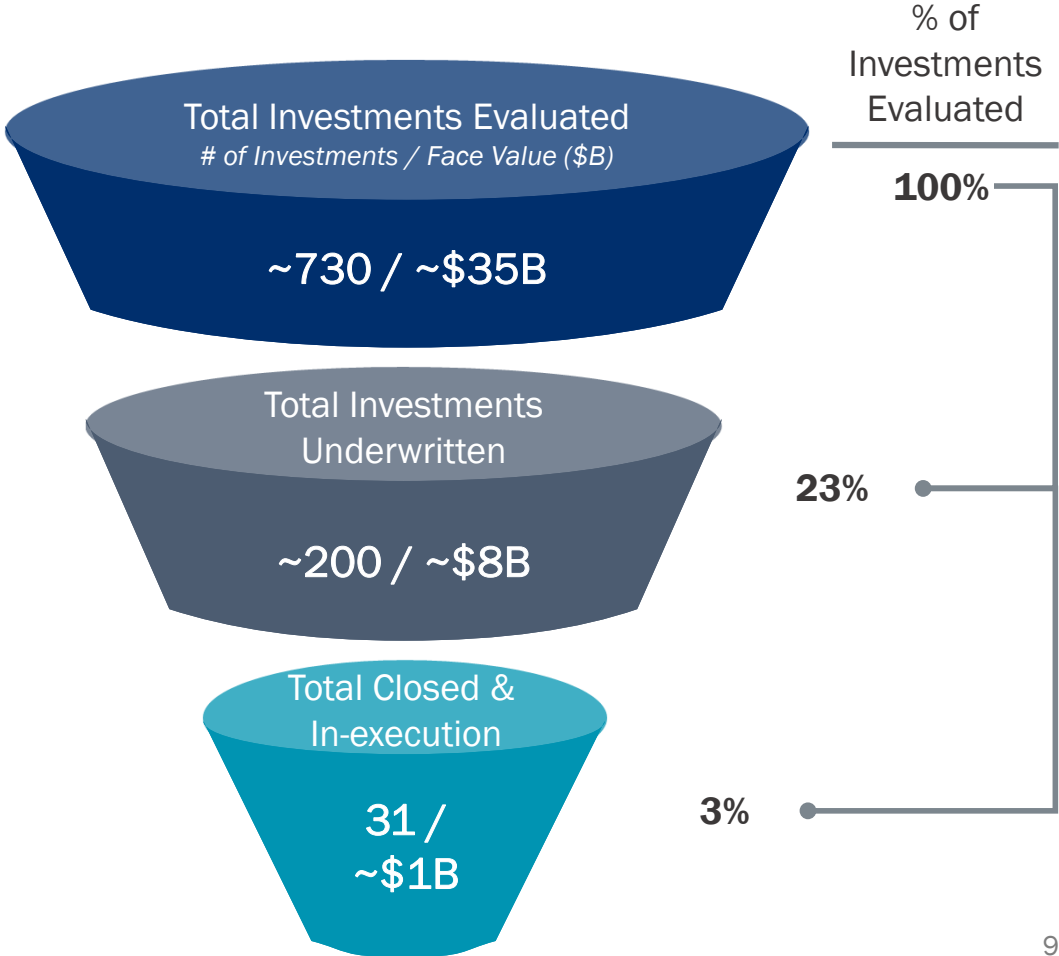 % of
Investments
Evaluated
Total Investments Evaluated
# of Investments / Face Value ($B)
100%
~730 / ~$35B
Total Investments
Underwritten
23%
~200 / ~$8B
Total Closed &
In-execution
31 /
~$1B
3%
9